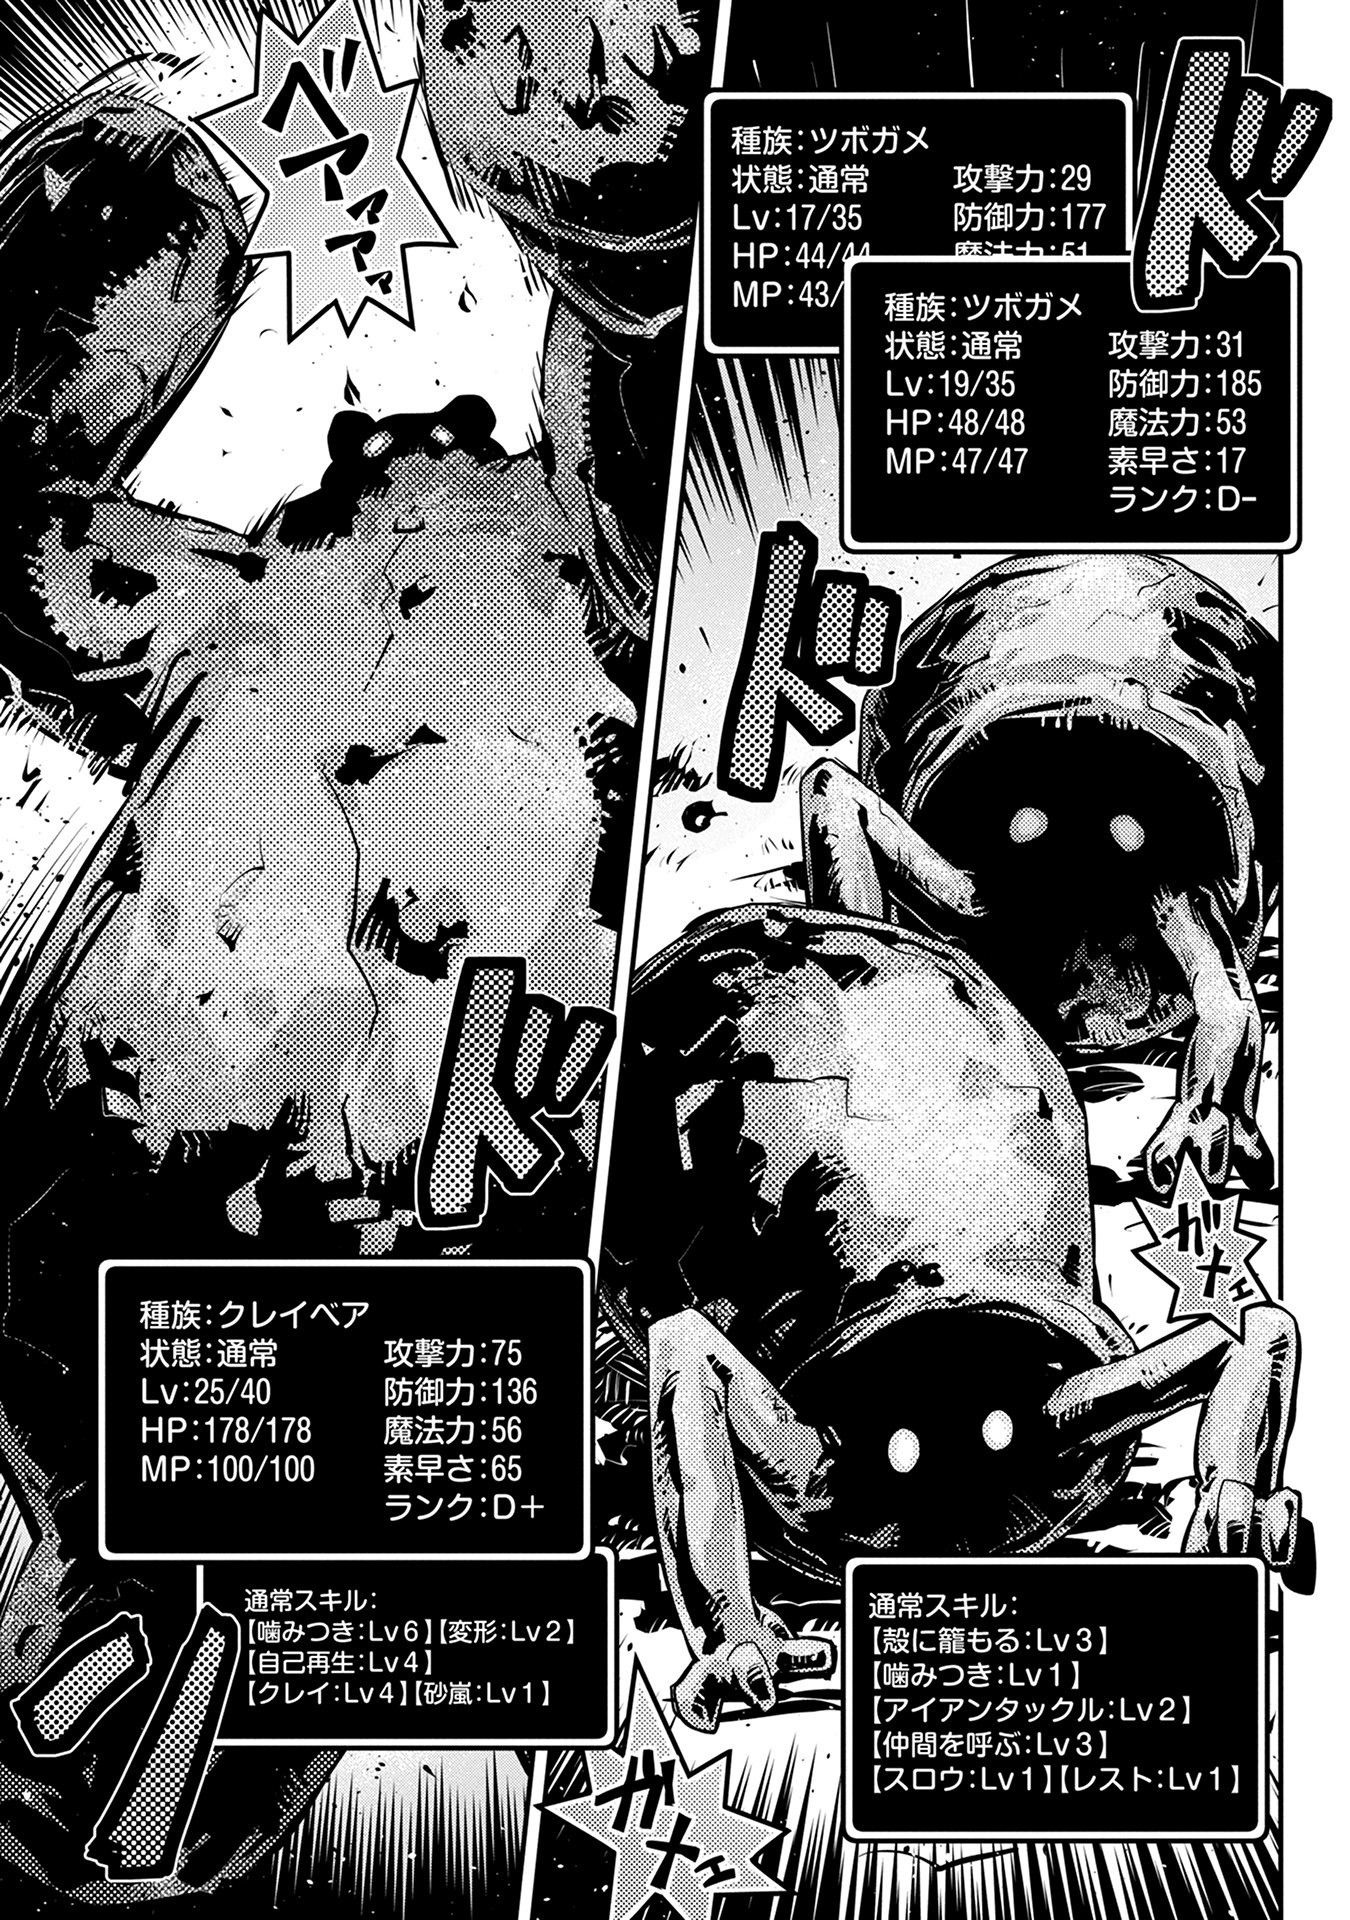 種族：ツボガメ
状態：通常
Lv：17/35
HP：44/44
MP：43/
攻撃力：29
防御力：177
魔法力：51
種族：ツボガメ
状態：通常
Lv：19/35
HP：48/48
MP：47/47
攻撃力：31
防御力：185
魔法力：53
素早さ：17
ランク：D-
ド
ド
ド
ガメェ
通常スキル：
【殻に籠もる：Lv3】
【噛みつき：Lv1】
【アイアンタックル：Lv2】
【仲間を呼ぶ：Lv3】
【スロウ：Lv1】【レスト：Lv1】
ガメェ
ベアァァァ
種族：クレイベア
状態：通常
Lv：25/40
HP：178/178
MP：100/100
攻撃力：75
防御力：136
魔法力：56
素早さ：65
ランク：D＋
通常スキル：
【噛みつき：Lv6】【変形：Lv2】
【自己再生：Lv4】
【クレイ：Lv4】【砂嵐：Lv1】
ン